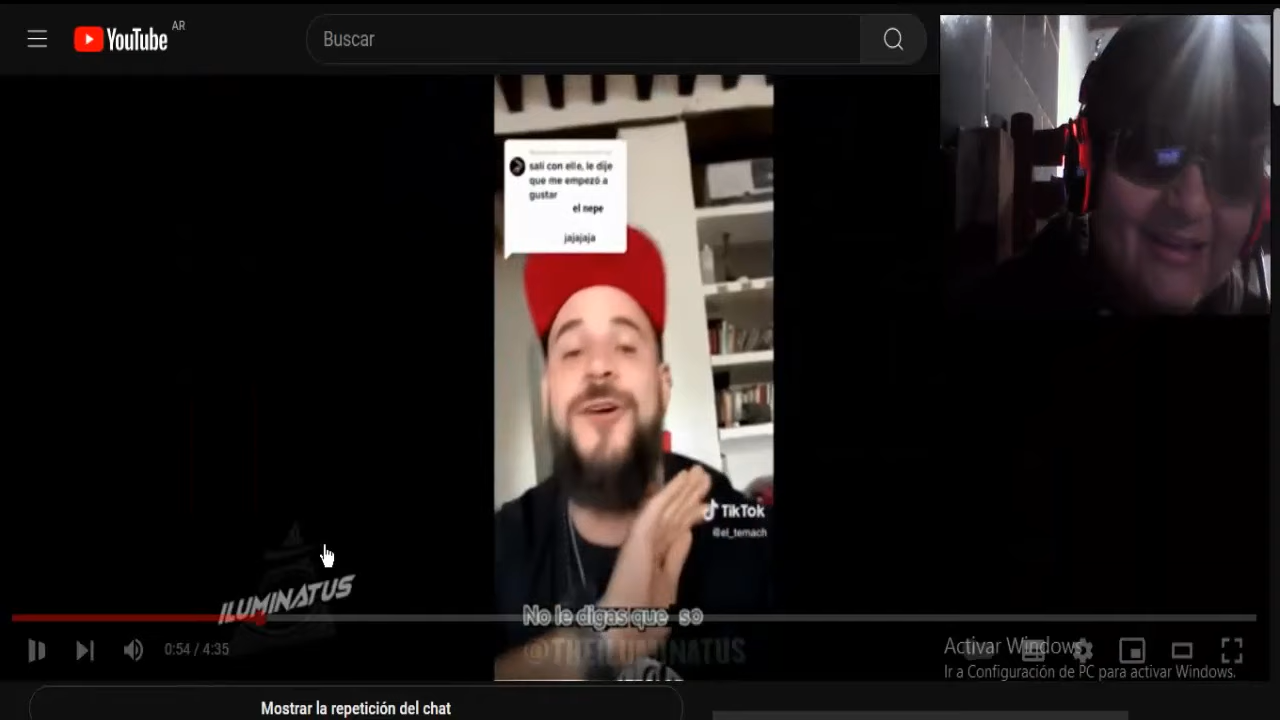 YouTube
AR
Buscar
sali con elle, le dije
que me empezó a
gustar
el nepe
jajajaja
TikTok
@el_temach
ILUMINATUS
No le digas que so
@THEILUMINATUS
0:54 / 4:35
Activar Windows
Ir a Configuración de PC para activar Windows.
Mostrar la repetición del chat